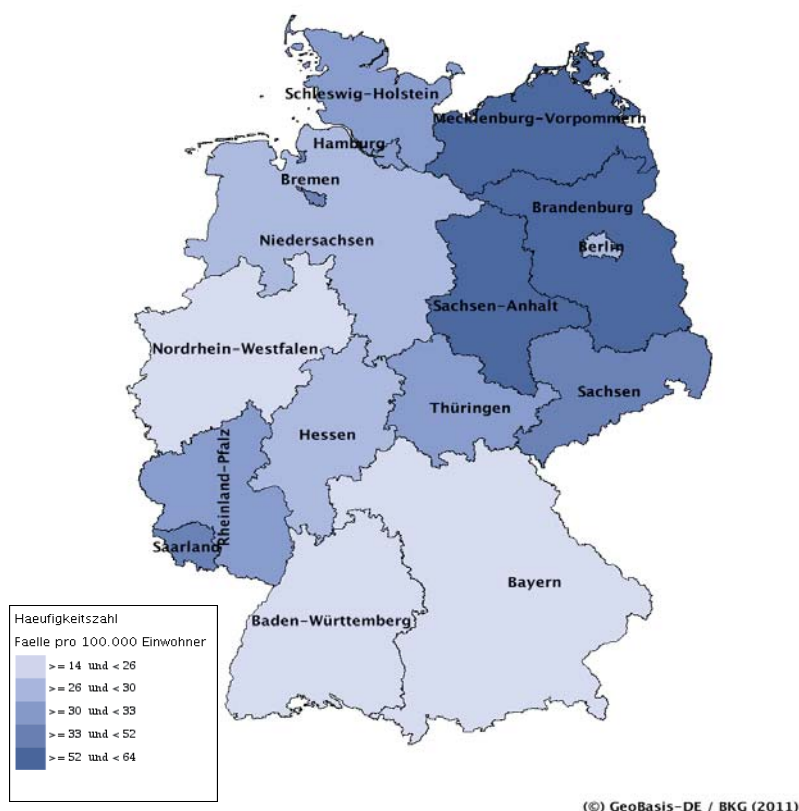 Schleswig-Holstein
Mecklenburg-Vorpommern
Hamburg
Bremen
Brandenburg
Niedersachsen
Berlin
Sachsen-Anhalt
Nordrhein-Westfalen
Sachsen
Thüringen
Hessen
Rheinland-Pfalz
Saarland
Bayern
Baden-Württemberg
Haeufigkeitszahl
Faelle pro 100.000 Einwohner
>= 14 und < 26
>= 26 und < 30
>= 30 und < 33
>= 33 und < 52
>= 52 und < 64
(©) GeoBasis-DE / BKG (2011)